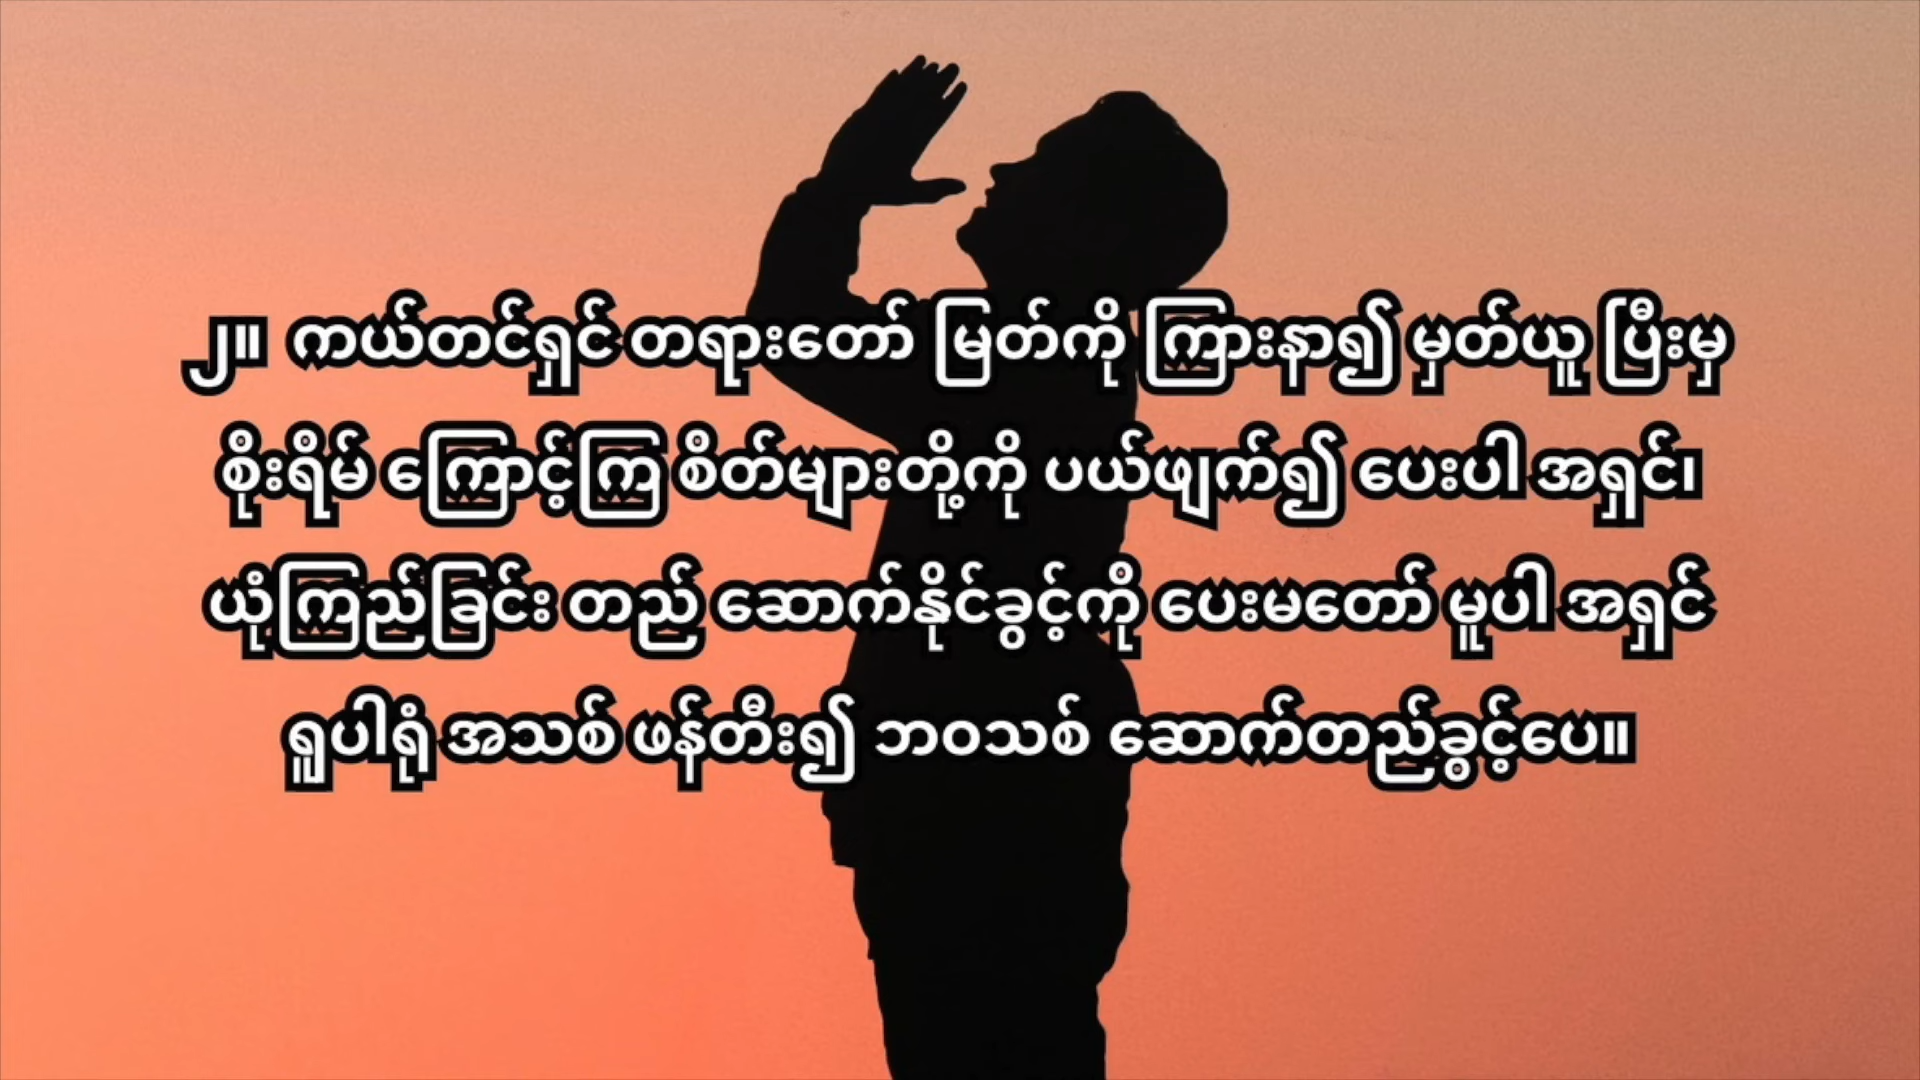 ၂။ ကယ်တင်ရှင် တရားတော် မြတ်ကို ကြားနာ၍ မှတ်ယူ ပြီးမှ
စိုးရိမ် ကြောင့်ကြ စိတ်များတို့ကို ပယ်ဖျက်၍ ပေးပါ အရှင်၊
ယုံကြည်ခြင်း တည် ဆောက်နိုင်ခွင့်ကို ပေးမတော် မူပါ အရှင်
ရူပါရုံ အသစ် ဖန်တီး၍ ဘဝသစ် ဆောက်တည်ခွင့်ပေ။